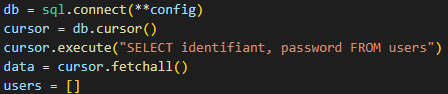 db = sql.connect(**config)
cursor = db.cursor()
cursor.execute("SELECT identifiant, password FROM users")
data = cursor.fetchall()
users = []